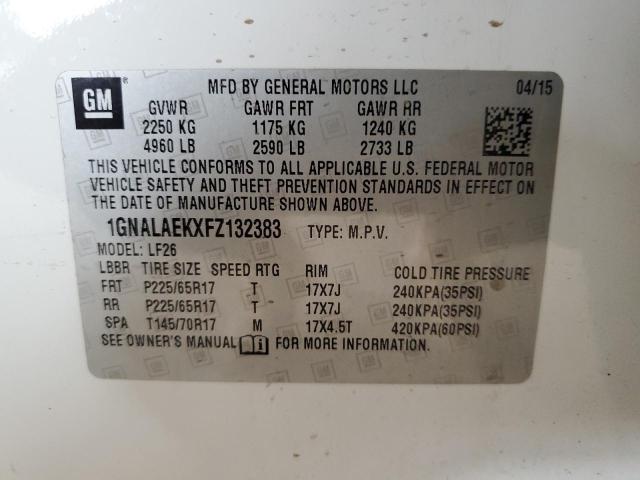 GM
MFD BY GENERAL MOTORS LLC 04/15
GVWR GAWR FRT GAWR RR
2250 KG 1175 KG 1240 KG
4960 LB 2590 LB 2733 LB
THIS VEHICLE CONFORMS TO ALL APPLICABLE U.S. FEDERAL MOTOR
VEHICLE SAFETY AND THEFT PREVENTION STANDARDS IN EFFECT ON
THE DATE OF MANUFACTURE SHOWN ABOVE.
1GNALAEKXFZ132383 TYPE: M.P.V.
MODEL: LF26
LBBR TIRE SIZE SPEED RTG RIM COLD TIRE PRESSURE
FRT P225/65R17 T 17X7J 240KPA(35PSI)
RR P225/65R17 T 17X7J 240KPA(35PSI)
SPA T145/70R17 M 17X4.5T 420KPA(60PSI)
SEE OWNER'S MANUAL FOR MORE INFORMATION.